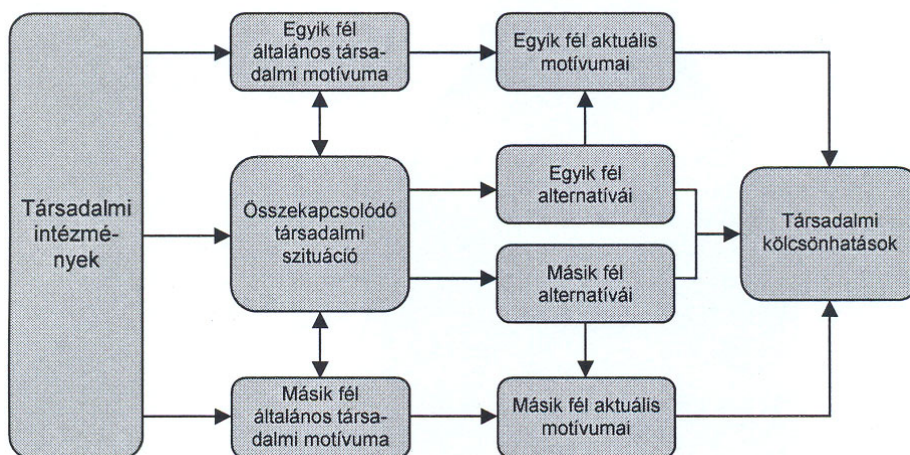 Társadalmi
intézmé-
nyek
Egyik fél
általános társa-
dalmi motívuma
Összekapcsolódó
társadalmi
szituáció
Másik fél
általános társa-
dalmi motívuma
Egyik fél aktuális
motívumai
Egyik fél
alternatívái
Másik fél
alternatívái
Másik fél aktuális
motívumai
Társadalmi
kölcsönhatások